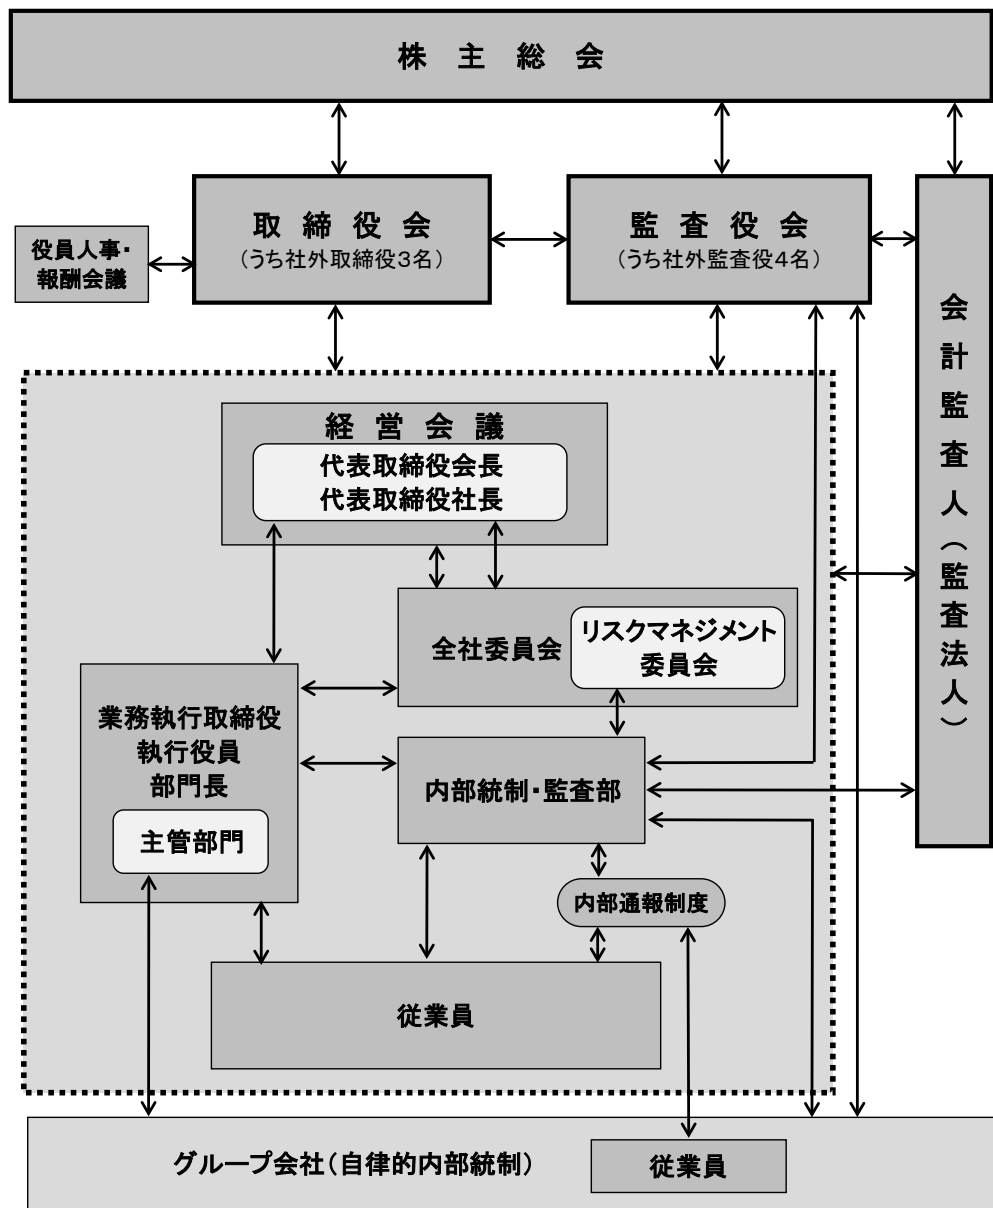 株主総会
取締役会
(うち社外取締役3名)
監査役会
(うち社外監査役4名)
役員人事・
報酬会議
会計監査人(監査法人)
経営会議
代表取締役会長
代表取締役社長
全社委員会
リスクマネジメント
委員会
業務執行取締役
執行役員
部門長
主管部門
内部統制・監査部
内部通報制度
従業員
グループ会社(自律的内部統制)
従業員